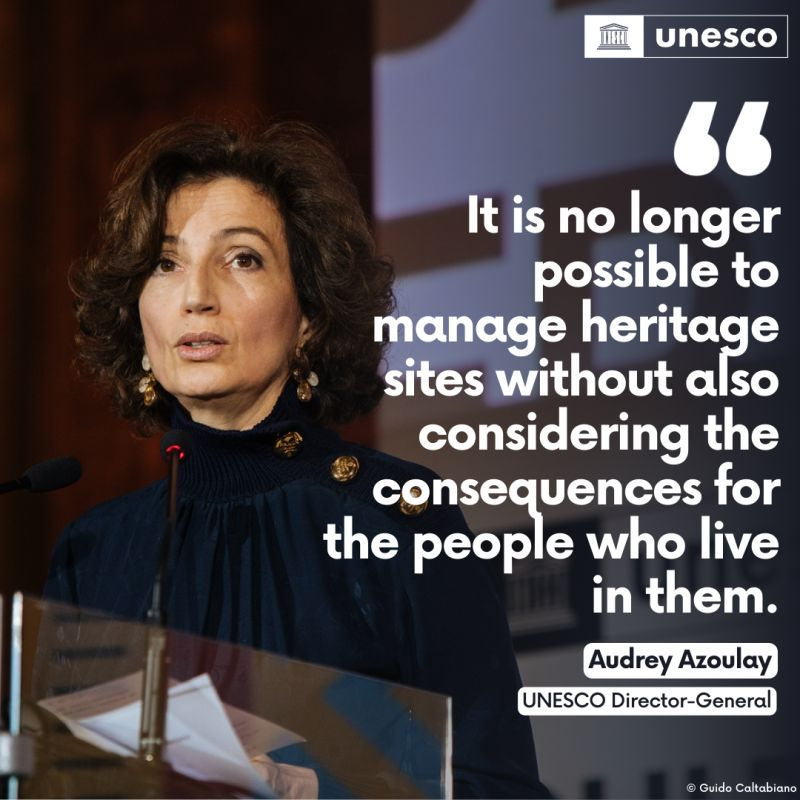 unesco
“
It is no longer
possible to
manage heritage
sites without also
considering the
consequences for
the people who live
in them.
Audrey Azoulay
UNESCO Director-General
© Guido Caltabiano